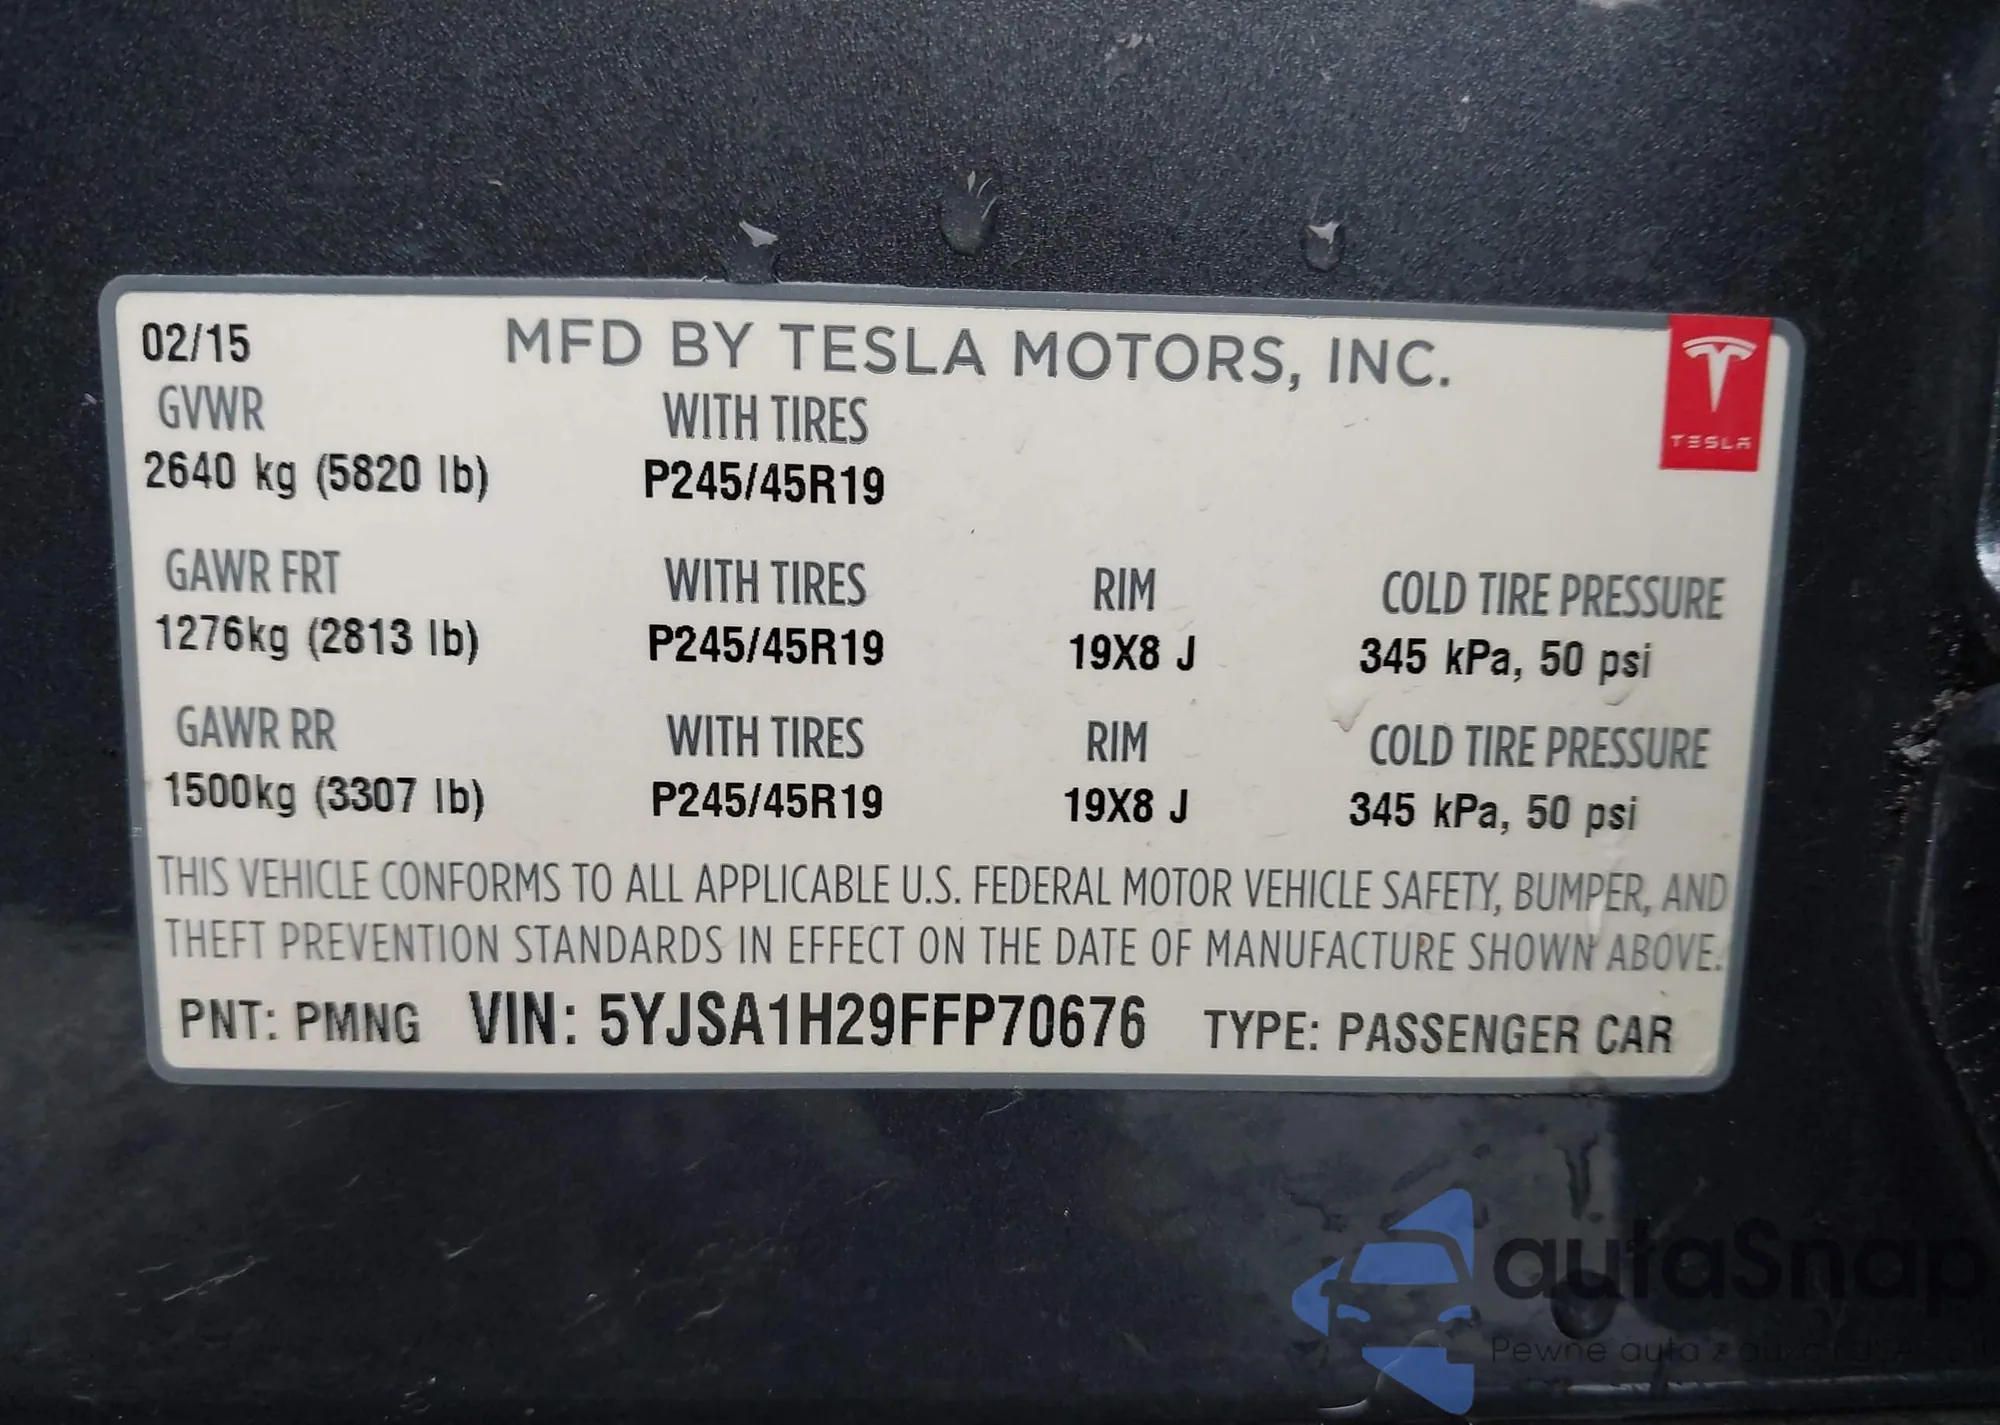 02/15 MFD BY TESLA MOTORS, INC.
TESLA
GVWR WITH TIRES
2640 kg (5820 lb) P245/45R19
GAWR FRT WITH TIRES RIM COLD TIRE PRESSURE
1276kg (2813 lb) P245/45R19 19X8 J 345 kPa, 50 psi
GAWR RR WITH TIRES RIM COLD TIRE PRESSURE
1500kg (3307 lb) P245/45R19 19X8 J 345 kPa, 50 psi
THIS VEHICLE CONFORMS TO ALL APPLICABLE U.S. FEDERAL MOTOR VEHICLE SAFETY, BUMPER, AND
THEFT PREVENTION STANDARDS IN EFFECT ON THE DATE OF MANUFACTURE SHOWN ABOVE.
PNT: PMNG VIN: 5YJSA1H29FFP70676 TYPE: PASSENGER CAR
autaSnap
Pewne auta z